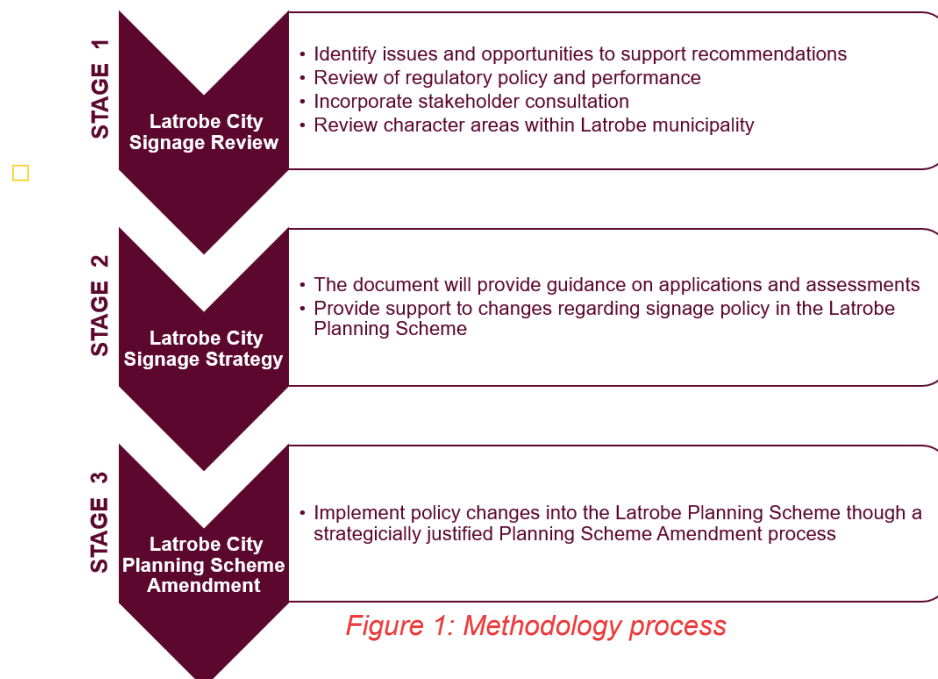 STAGE 1
Latrobe City
Signage Review
• Identify issues and opportunities to support recommendations
• Review of regulatory policy and performance
• Incorporate stakeholder consultation
• Review character areas within Latrobe municipality
STAGE 2
Latrobe City
Signage Strategy
• The document will provide guidance on applications and assessments
• Provide support to changes regarding signage policy in the Latrobe
Planning Scheme
STAGE 3
Latrobe City
Planning Scheme
Amendment
• Implement policy changes into the Latrobe Planning Scheme though a
strategicially justified Planning Scheme Amendment process
Figure 1: Methodology process